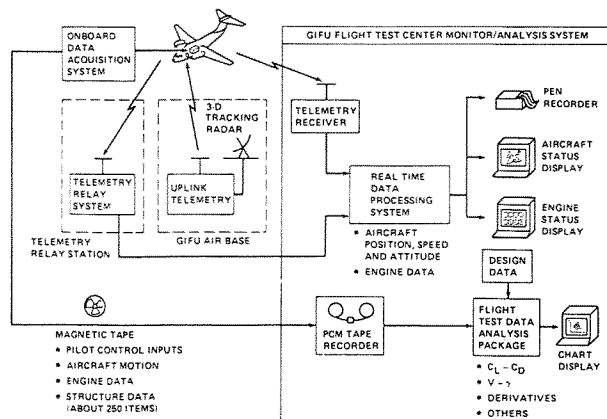 GIFU FLIGHT TEST CENTER MONITOR/ANALYSIS SYSTEM
ONBOARD
DATA
ACQUISITION
SYSTEM
3-D
TRACKING
RADAR
TELEMETRY
RECEIVER
PEN
RECORDER
AIRCRAFT
STATUS
DISPLAY
ENGINE
STATUS
DISPLAY
TELEMETRY
RELAY
SYSTEM
UPLINK
TELEMETRY
REAL TIME
DATA
PROCESSING
SYSTEM
TELEMETRY
RELAY STATION
GIFU AIR BASE
* AIRCRAFT
POSITION, SPEED
AND ATTITUDE
* ENGINE DATA
DESIGN
DATA
MAGNETIC TAPE
* PILOT CONTROL INPUTS
* AIRCRAFT MOTION
* ENGINE DATA
* STRUCTURE DATA
(ABOUT 250 ITEMS)
PCM TAPE
RECORDER
FLIGHT
TEST DATA
ANALYSIS
PACKAGE
CHART
DISPLAY
* CL - CD
* V - γ
* DERIVATIVES
* OTHERS